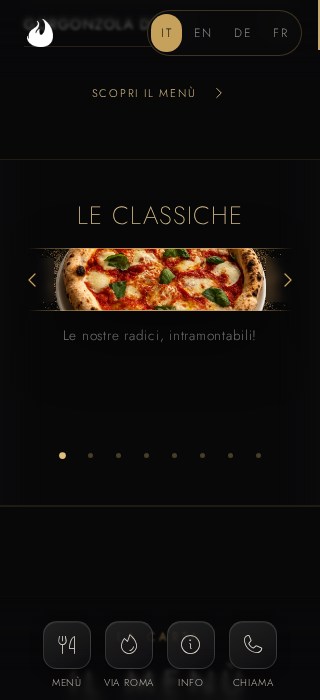 IT EN DE FR
SCOPRI IL MENÙ
LE CLASSICHE
Le nostre radici, intramontabili!
MENÙ VIA ROMA INFO CHIAMA